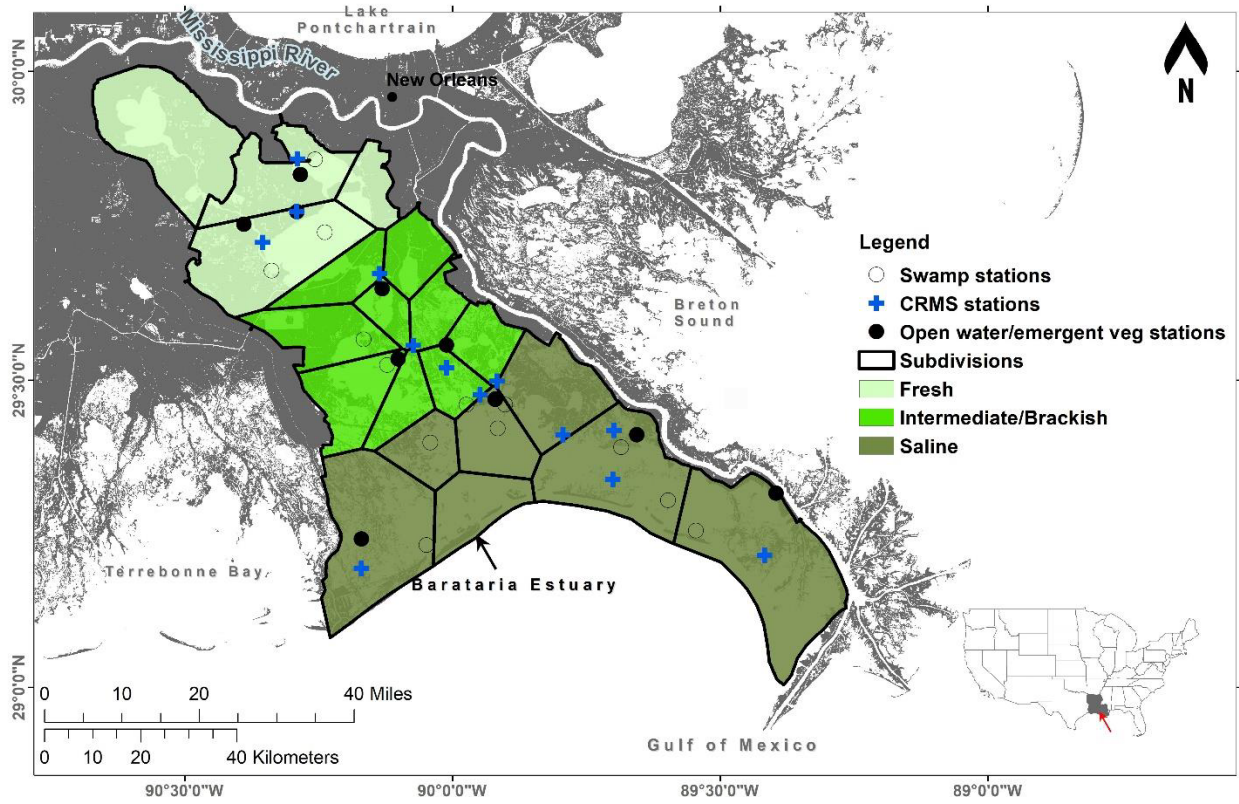 Lake
Pontchartrain
Mississippi River
New Orleans
N
30°0'0"N
29°30'0"N
29°0'0"N
Legend
Swamp stations
CRMS stations
Open water/emergent veg stations
Subdivisions
Fresh
Intermediate/Brackish
Saline
Breton
Sound
Terrebonne Bay
Barataria Estuary
Gulf of Mexico
0 10 20 40 Miles
0 10 20 40 Kilometers
90°30'0"W 90°0'0"W 89°30'0"W 89°0'0"W